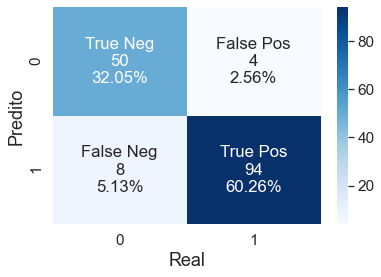 True Neg
50
32.05%
False Pos
4
2.56%
False Neg
8
5.13%
True Pos
94
60.26%
Predito
0
1
0
1
Real
80
60
40
20